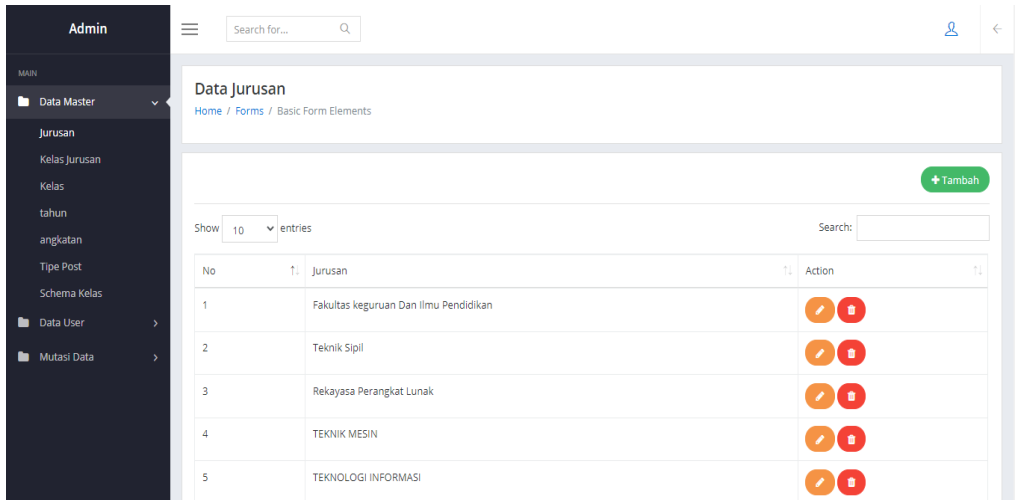 Admin
Search for...
MAIN
Data Master
Jurusan
Kelas Jurusan
Kelas
tahun
angkatan
Tipe Post
Schema Kelas
Data User
Mutasi Data
Data Jurusan
Home / Forms / Basic Form Elements
+Tambah
Show 10 entries
Search:
No Jurusan Action
1 Fakultas keguruan Dan Ilmu Pendidikan
2 Teknik Sipil
3 Rekayasa Perangkat Lunak
4 TEKNIK MESIN
5 TEKNOLOGI INFORMASI